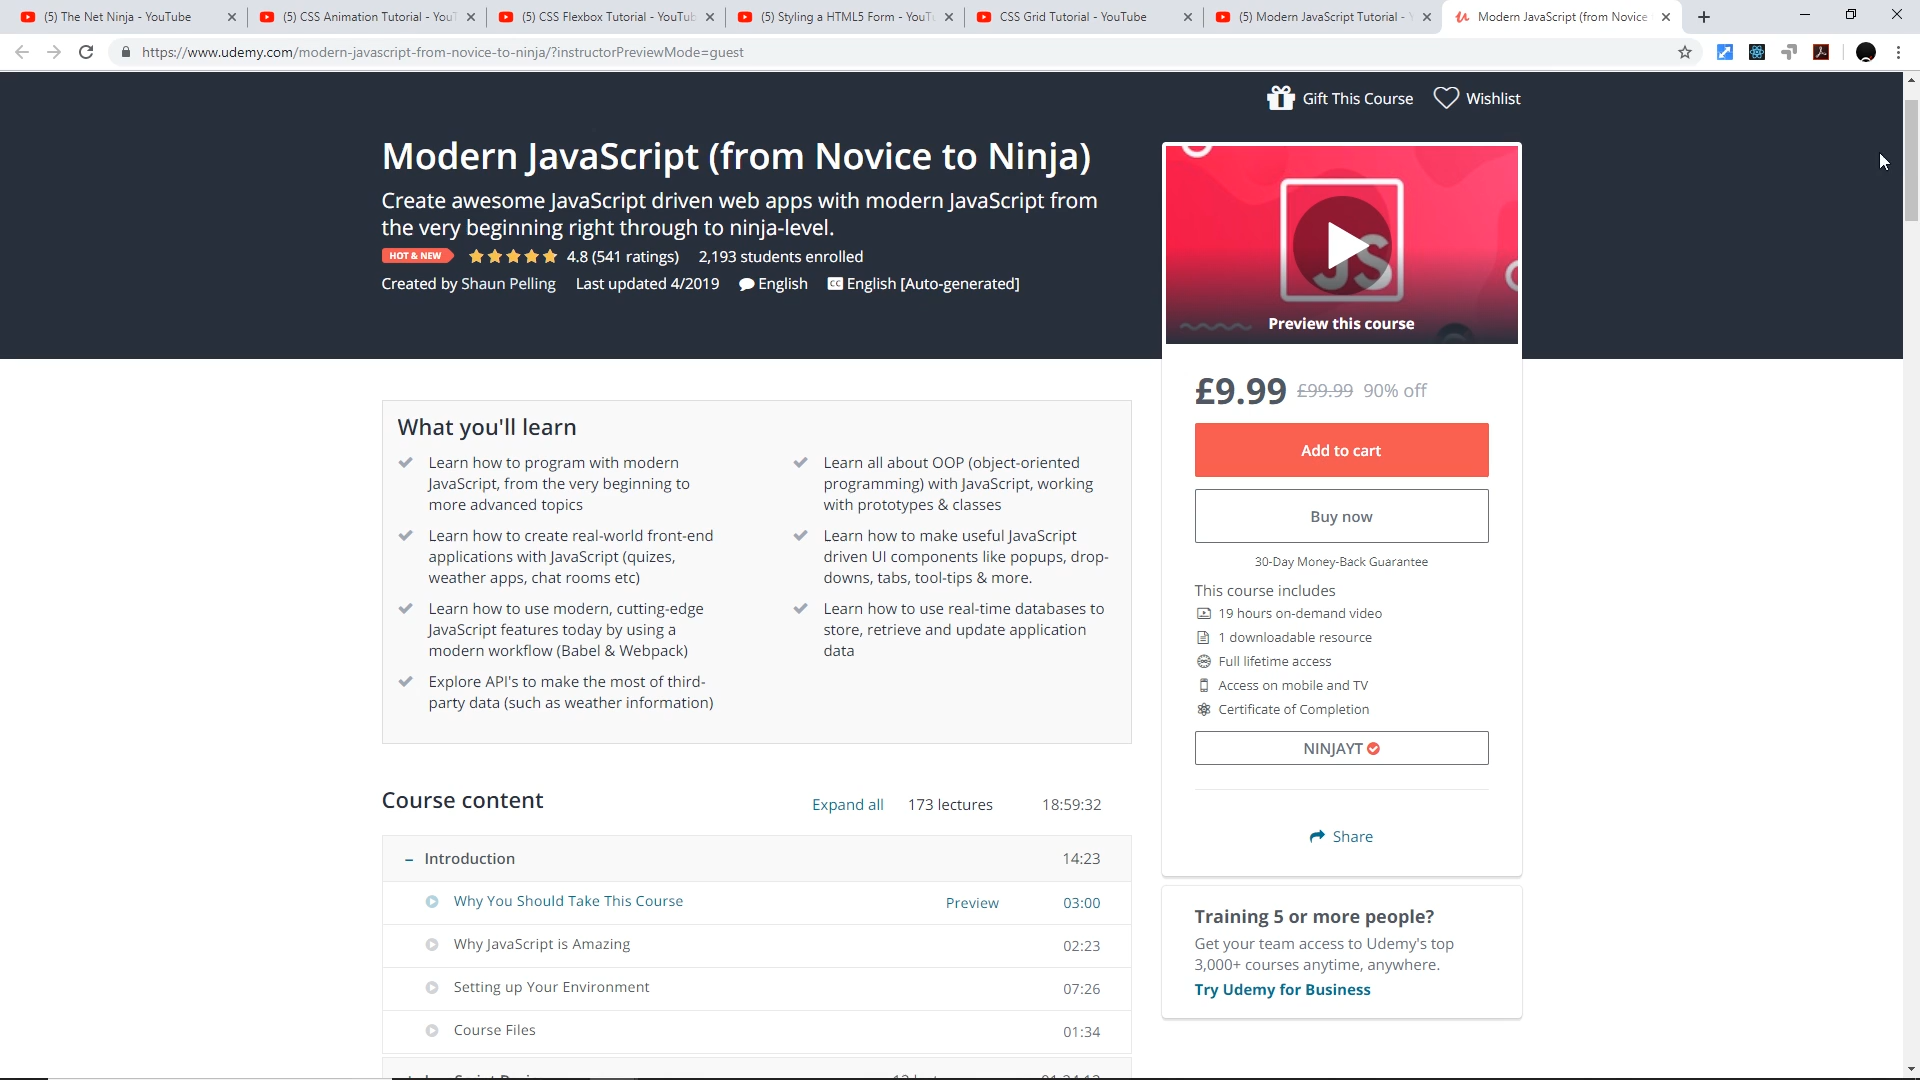 (5) The Net Ninja - YouTube
(5) CSS Animation Tutorial - You
(5) CSS Flexbox Tutorial - YouTu
(5) Styling a HTML5 Form - You
CSS Grid Tutorial - YouTube
(5) Modern JavaScript Tutorial -
Modern JavaScript (from Novice
https://www.udemy.com/modern-javascript-from-novice-to-ninja/?instructorPreviewMode=guest
Gift This Course
Wishlist
Modern JavaScript (from Novice to Ninja)
Create awesome JavaScript driven web apps with modern JavaScript from
the very beginning right through to ninja-level.
HOT & NEW 4.8 (541 ratings) 2,193 students enrolled
Created by Shaun Pelling Last updated 4/2019 English CC English [Auto-generated]
JS
Preview this course
£9.99 £99.99 90% off
Add to cart
Buy now
30-Day Money-Back Guarantee
This course includes
19 hours on-demand video
1 downloadable resource
Full lifetime access
Access on mobile and TV
Certificate of Completion
NINJAYT
Share
Training 5 or more people?
Get your team access to Udemy's top
3,000+ courses anytime, anywhere.
Try Udemy for Business
What you'll learn
Learn how to program with modern
JavaScript, from the very beginning to
more advanced topics
Learn how to create real-world front-end
applications with JavaScript (quizes,
weather apps, chat rooms etc)
Learn how to use modern, cutting-edge
JavaScript features today by using a
modern workflow (Babel & Webpack)
Explore API's to make the most of third-
party data (such as weather information)
Learn all about OOP (object-oriented
programming) with JavaScript, working
with prototypes & classes
Learn how to make useful JavaScript
driven UI components like popups, drop-
downs, tabs, tool-tips & more.
Learn how to use real-time databases to
store, retrieve and update application
data
Course content
Expand all 173 lectures 18:59:32
Introduction 14:23
Why You Should Take This Course Preview 03:00
Why JavaScript is Amazing 02:23
Setting up Your Environment 07:26
Course Files 01:34